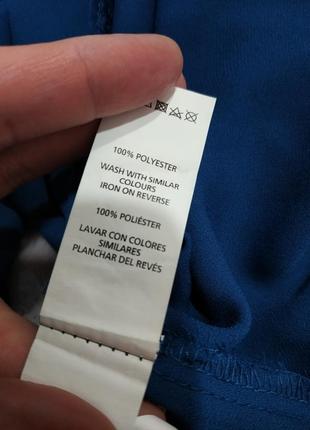 100% POLYESTER
WASH WITH SIMILAR
COLOURS
IRON ON REVERSE
100% POLIÉSTER
LAVAR CON COLORES
SIMILARES
PLANCHAR DEL REVÉS